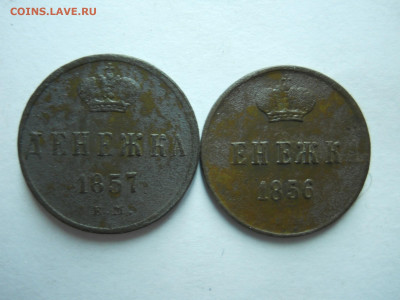 COINS.LAVE.RU
ДЕНЕЖКА
1857
Е.М.
ДЕНЕЖКА
1856